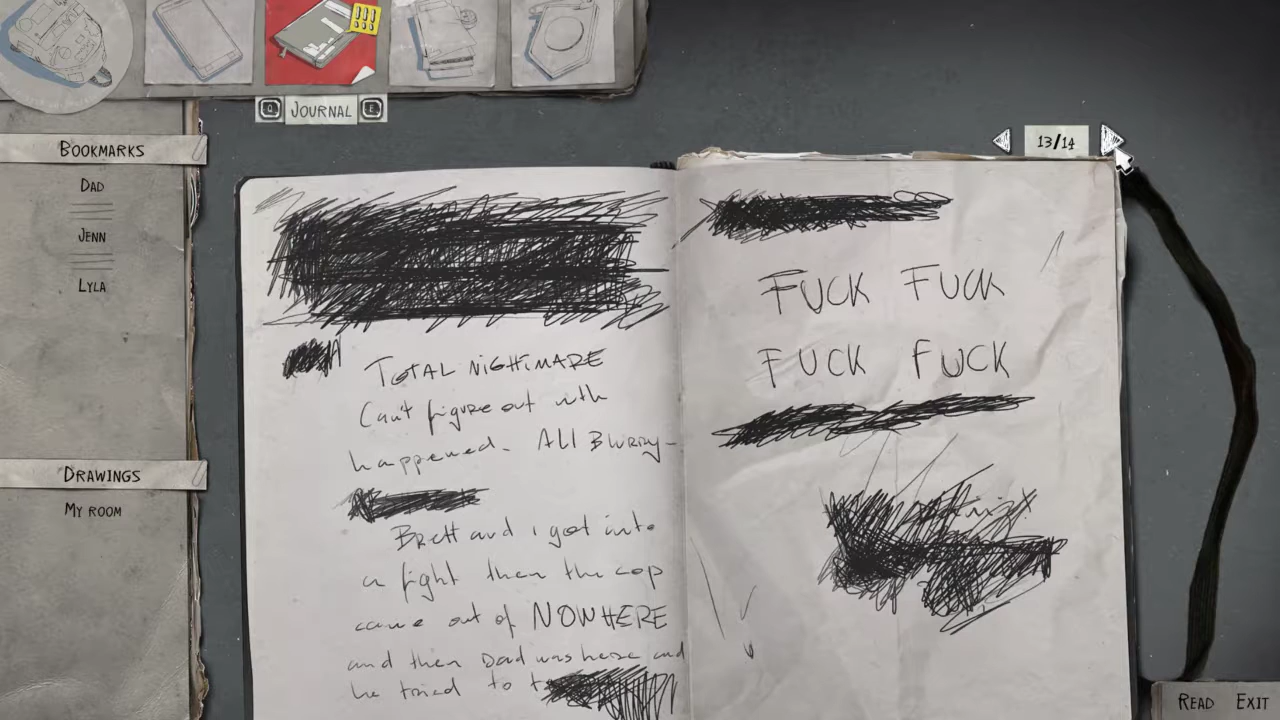 Q JOURNAL E
BOOKMARKS
DAD
JENN
LYLA
DRAWINGS
MY ROOM
13/14
TOTAL NIGHTMARE
Can't figure out wth
happened. All BLURRY-
Brett and i got into
a fight then the cop
came out of NOWHERE
and then Dad was here and
he tried to
FUCK FUCK
FUCK FUCK
READ EXIT